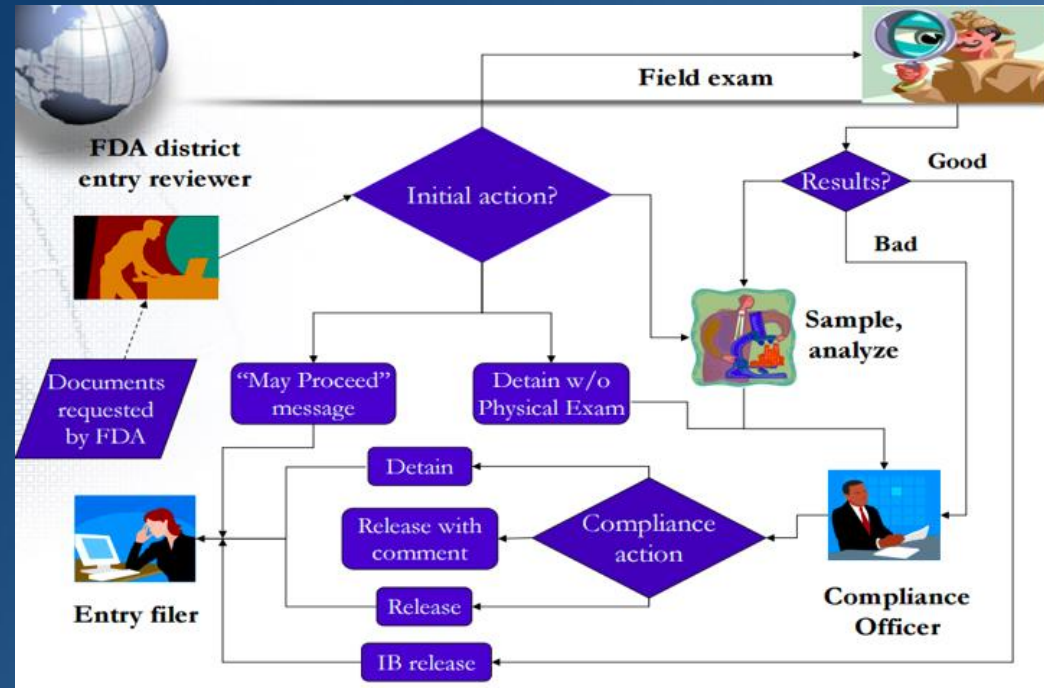 Field exam
FDA district
entry reviewer
Initial action?
Results?
Good
Bad
Sample,
analyze
Documents
requested
by FDA
“May Proceed”
message
Detain w/o
Physical Exam
Detain
Release with
comment
Release
IB release
Compliance
action
Entry filer
Compliance
Officer